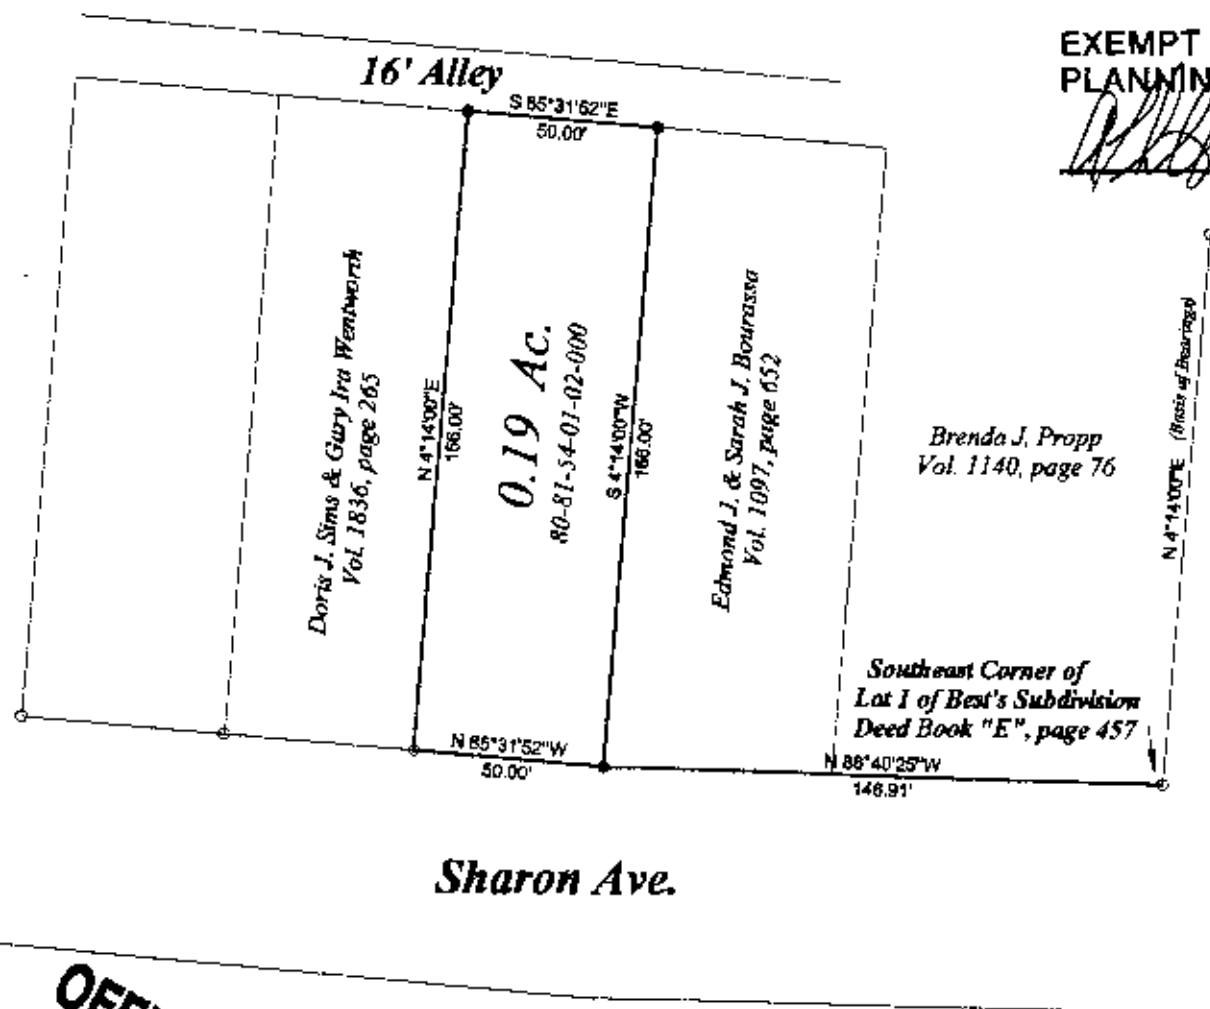 EXEMPT
PLANNIN
16' Alley
S 85°31'52"E
50.00'
Doris J. Sims & Gary Ira Wentworth
Vol. 1836, page 265
N 4°14'00"E
166.00'
0.19 Ac.
80-81-54-01-02-000
S 4°14'00"W
166.00'
Edmond J. & Sarah J. Bourassa
Vol. 1097, page 652
Brenda J. Propp
Vol. 1140, page 76
N 4°14'00"E (Basis of Bearings)
Southeast Corner of
Lot 1 of Best's Subdivision
Deed Book "E", page 457
N 85°31'52"W
50.00'
N 88°40'25"W
146.91'
Sharon Ave.